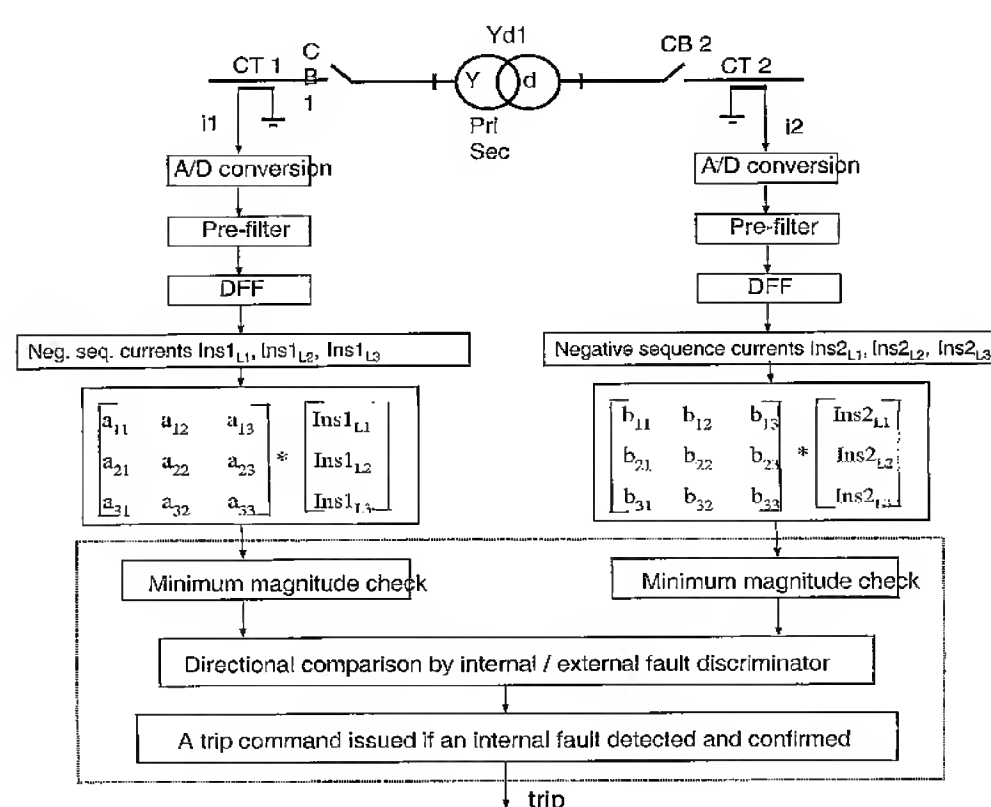 Yd1
C
B
1
CB 2
CT 1
CT 2
Y
d
i1
i2
Pri
Sec
A/D conversion
A/D conversion
Pre-filter
Pre-filter
DFF
DFF
Neg. seq. currents Ins1L1, Ins1L2, Ins1L3
Negative sequence currents Ins2L1, Ins2L2, Ins2L3
a11 a12 a13 Ins1L1
a21 a22 a23 * Ins1L2
a31 a32 a33 Ins1L3
b11 b12 b13 Ins2L1
b21 b22 b23 * Ins2L2
b31 b32 b33 Ins2L3
Minimum magnitude check
Minimum magnitude check
Directional comparison by internal / external fault discriminator
A trip command issued if an internal fault detected and confirmed
trip